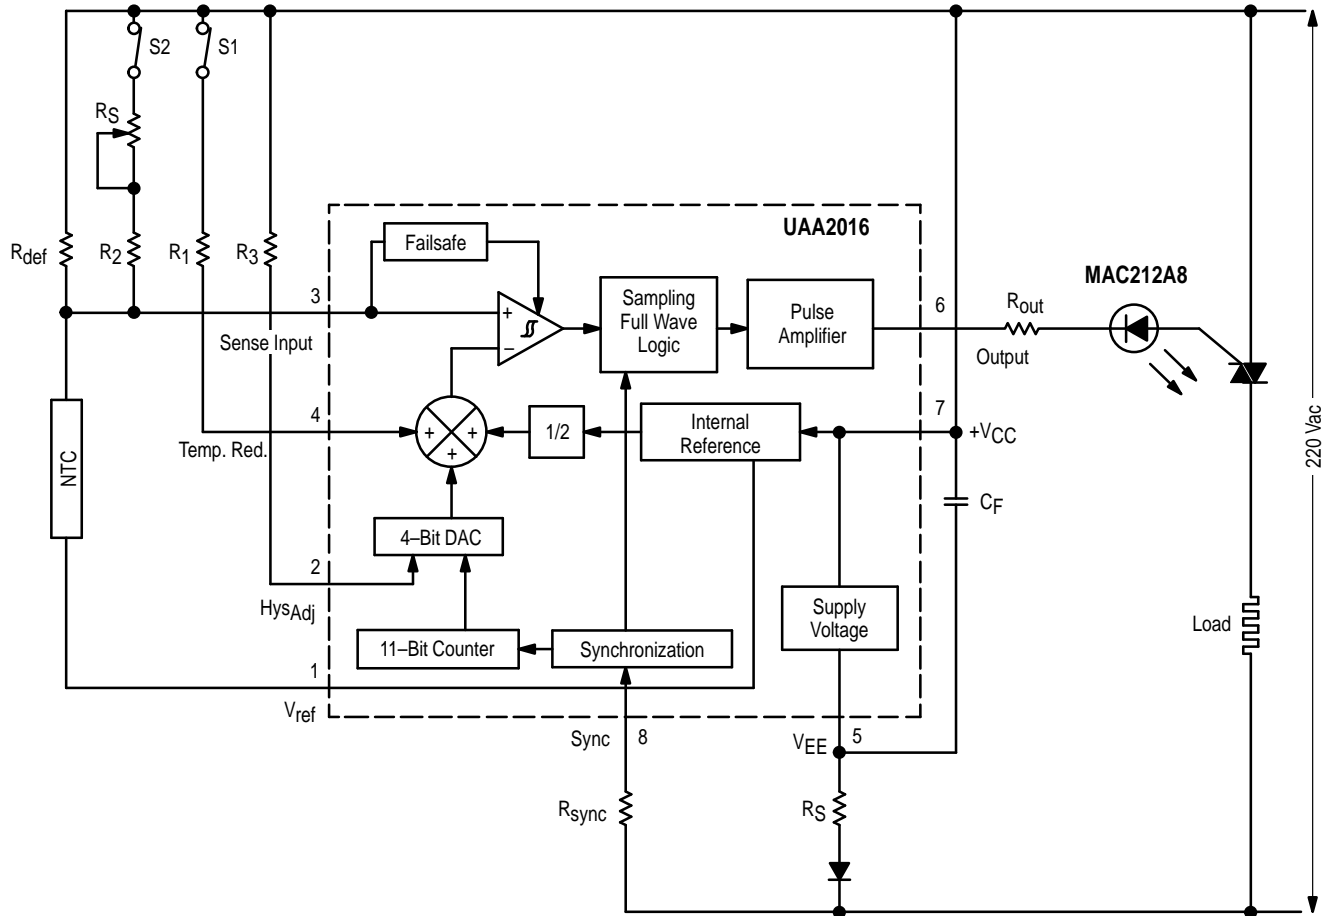 S2
S1
RS
UAA2016
Failsafe
MAC212A8
Rdef
R2
R1
R3
3
Sampling
Full Wave
Logic
Pulse
Amplifier
6
Rout
+
–
Sense Input
Output
4
Temp. Red.
+
+
+
1/2
Internal
Reference
7
+VCC
220 Vac
NTC
CF
4–Bit DAC
2
HysAdj
Supply
Voltage
Load
11–Bit Counter
Synchronization
1
Vref
Sync
8
VEE
5
Rsync
RS